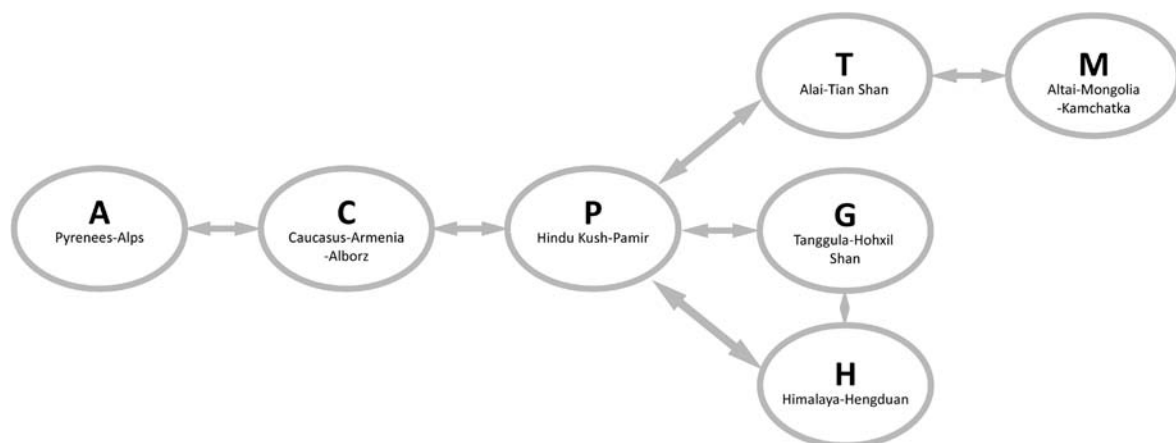 T
Alai-Tian Shan
M
Altai-Mongolia
-Kamchatka
A
Pyrenees-Alps
C
Caucasus-Armenia
-Alborz
P
Hindu Kush-Pamir
G
Tanggula-Hohxil
Shan
H
Himalaya-Hengduan